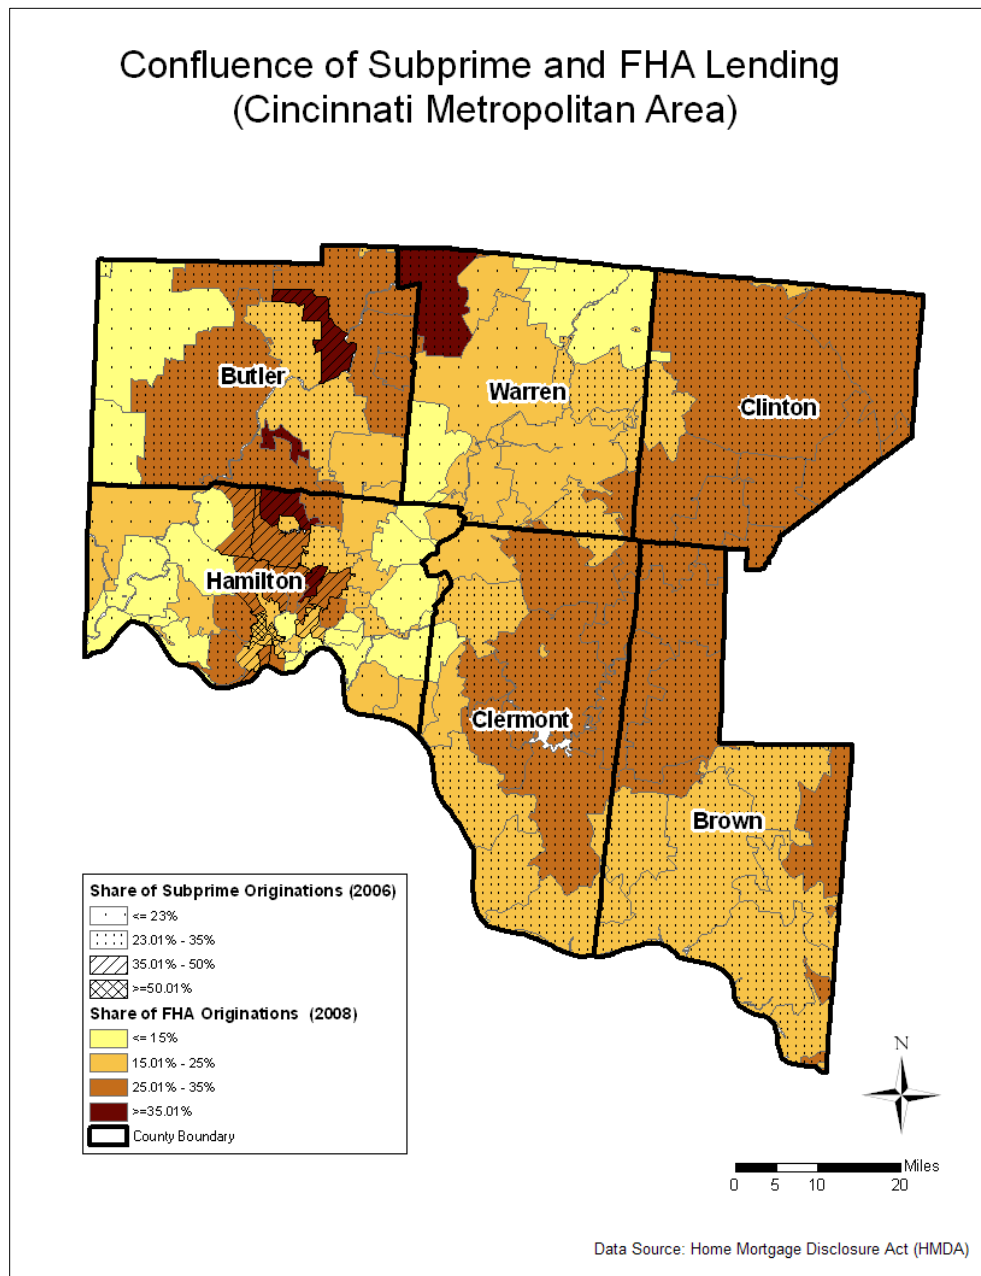 Confluence of Subprime and FHA Lending
(Cincinnati Metropolitan Area)
Butler
Warren
Clinton
Hamilton
Clermont
Brown
Share of Subprime Originations (2006)
<= 23%
23.01% - 35%
35.01% - 50%
>=50.01%
Share of FHA Originations (2008)
<= 15%
15.01% - 25%
25.01% - 35%
>=35.01%
County Boundary
N
Miles
0 5 10 20
Data Source: Home Mortgage Disclosure Act (HMDA)